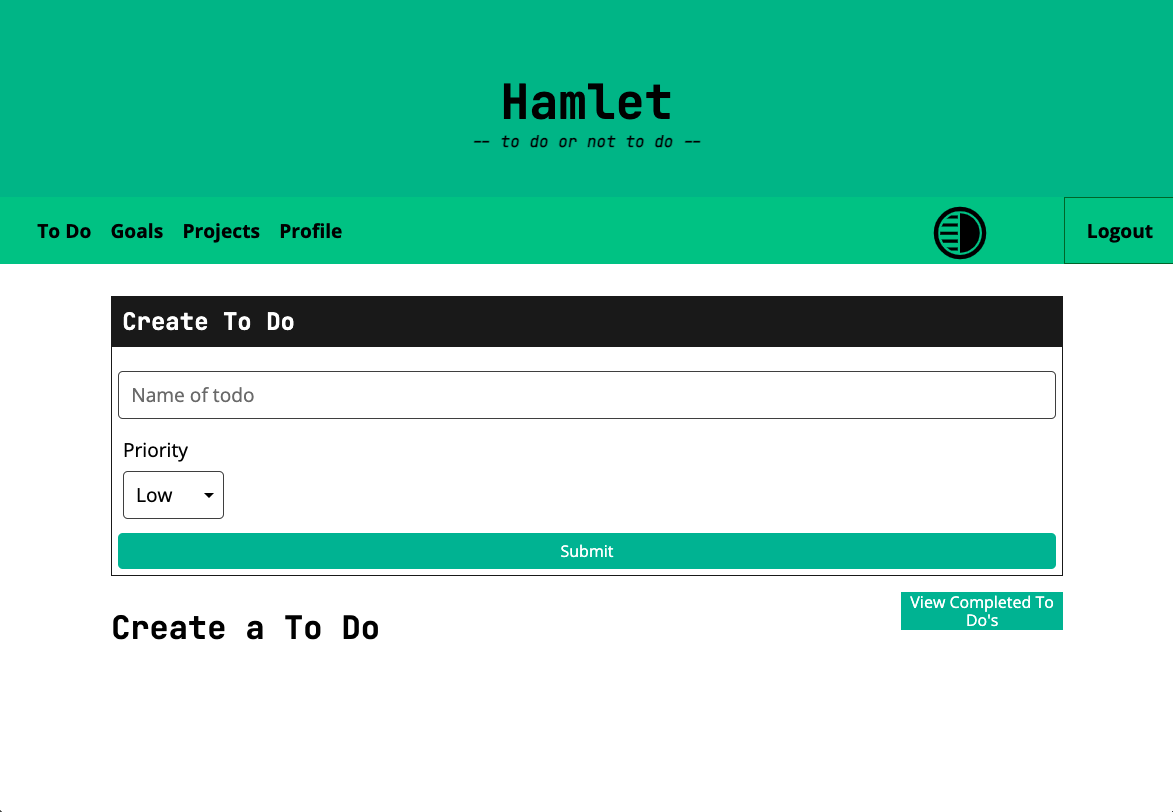 Hamlet
-- to do or not to do --
To Do Goals Projects Profile
Logout
Create To Do
Name of todo
Priority
Low
Submit
View Completed To
Do's
Create a To Do